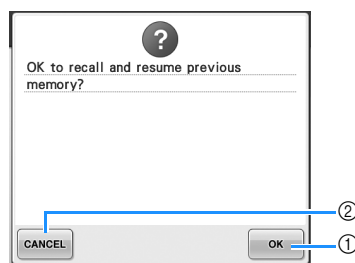 ?
OK to recall and resume previous
memory?
②
CANCEL
OK
①